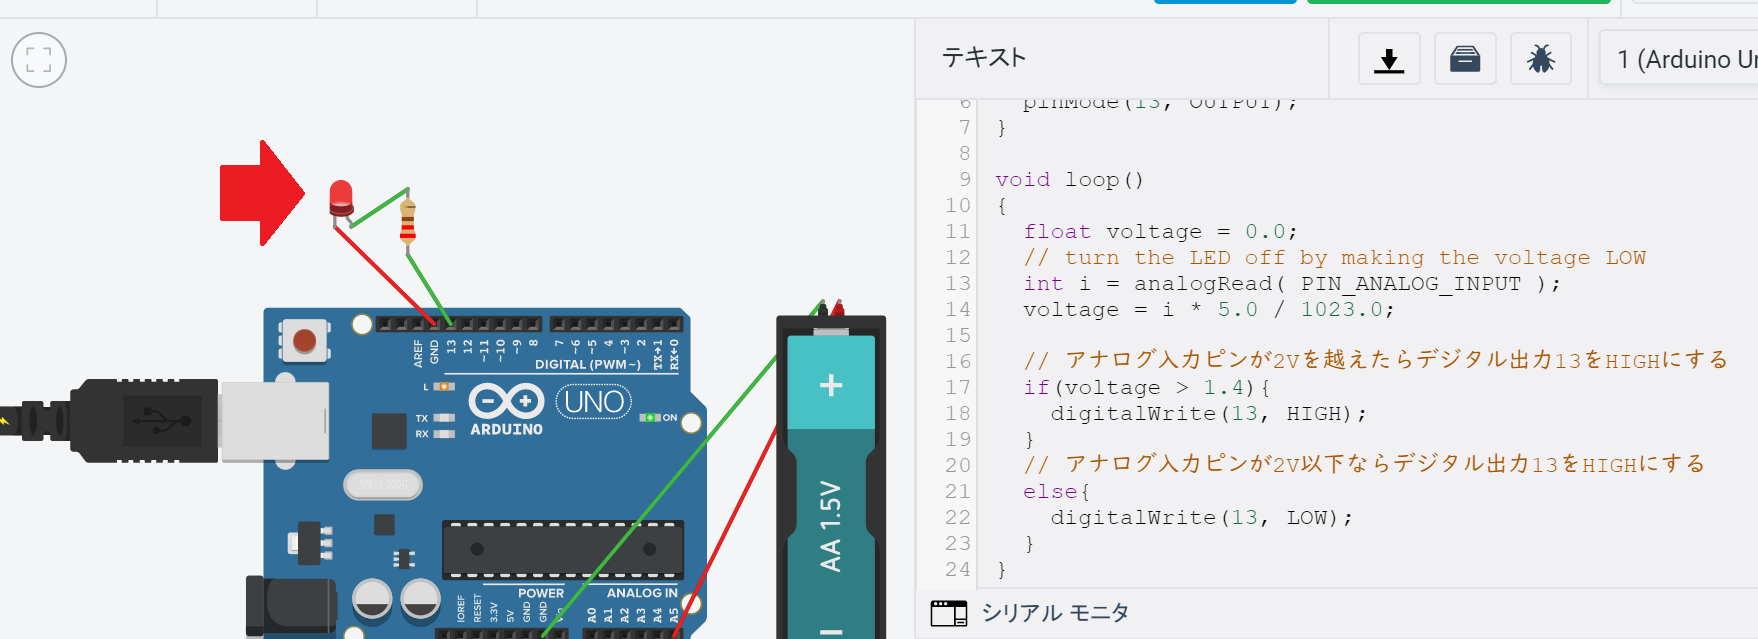 テキスト
1 (Arduino Un
6 pinMode(13, OUTPUT);
7 }
8
9 void loop()
10 {
11 float voltage = 0.0;
12 // turn the LED off by making the voltage LOW
13 int i = analogRead( PIN_ANALOG_INPUT );
14 voltage = i * 5.0 / 1023.0;
15
16 // アナログ入力ピンが2Vを越えたらデジタル出力13をHIGHにする
17 if(voltage > 1.4){
18 digitalWrite(13, HIGH);
19 }
20 // アナログ入力ピンが2V以下ならデジタル出力13をHIGHにする
21 else{
22 digitalWrite(13, LOW);
23 }
24 }
シリアル モニタ
AREF GND 13 12 ~11 ~10 ~9 8 7 ~6 ~5 4 ~3 2 TX→1 RX←0
DIGITAL (PWM~)
L
TX
RX
ARDUINO
UNO
ON
+
AA 1.5V
POWER
ANALOG IN
IOREF RESET 3.3V 5V GND GND Vin A0 A1 A2 A3 A4 A5